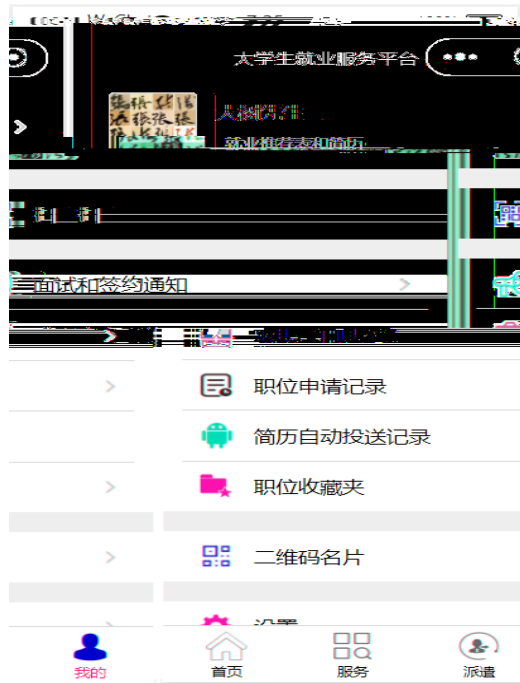 大学生就业服务平台
就业推荐表和简历
面试和签约通知
职位申请记录
简历自动投送记录
职位收藏夹
二维码名片
设置
我的
首页
服务
派遣